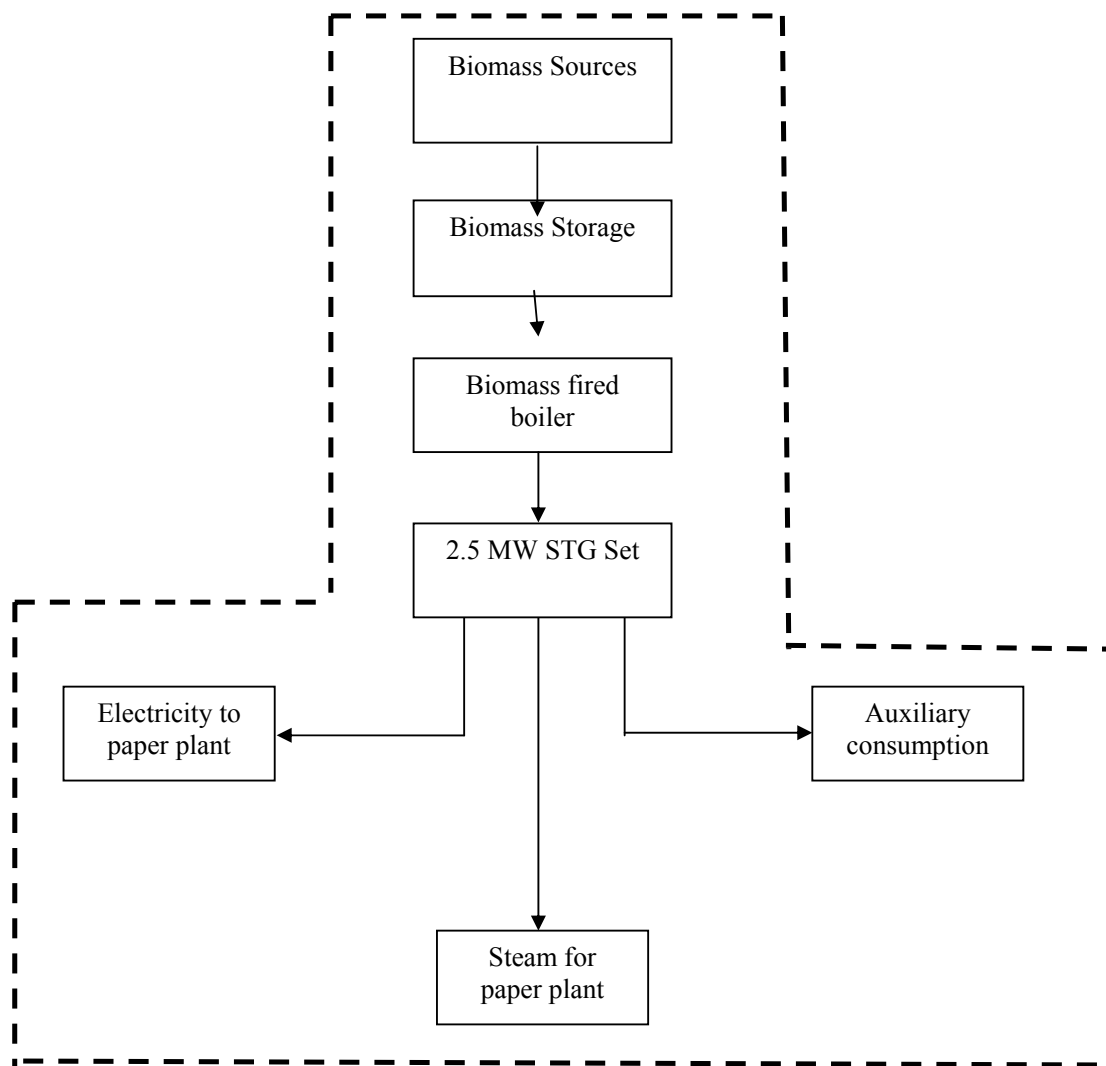 Biomass Sources
Biomass Storage
Biomass fired
boiler
2.5 MW STG Set
Electricity to
paper plant
Auxiliary
consumption
Steam for
paper plant